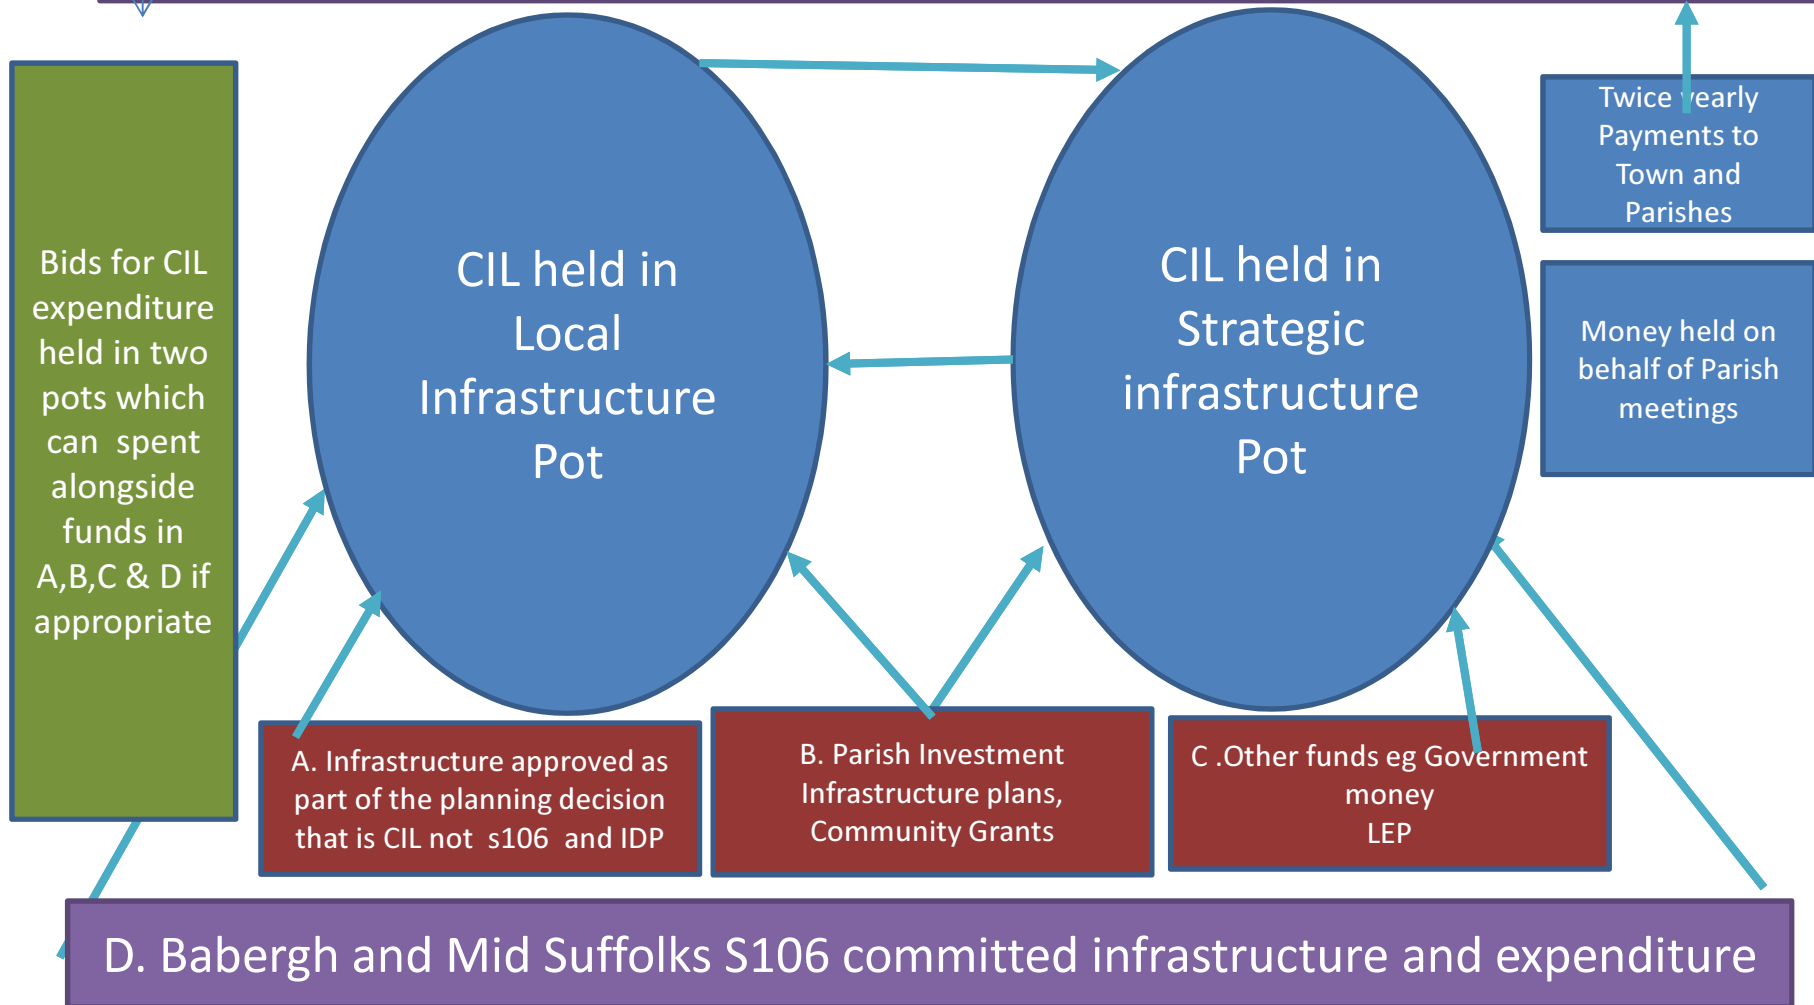 Bids for CIL
expenditure
held in two
pots which
can spent
alongside
funds in
A,B,C & D if
appropriate
CIL held in
Local
Infrastructure
Pot
CIL held in
Strategic
infrastructure
Pot
Twice yearly
Payments to
Town and
Parishes
Money held on
behalf of Parish
meetings
A. Infrastructure approved as
part of the planning decision
that is CIL not s106 and IDP
B. Parish Investment
Infrastructure plans,
Community Grants
C .Other funds eg Government
money
LEP
D. Babergh and Mid Suffolks S106 committed infrastructure and expenditure